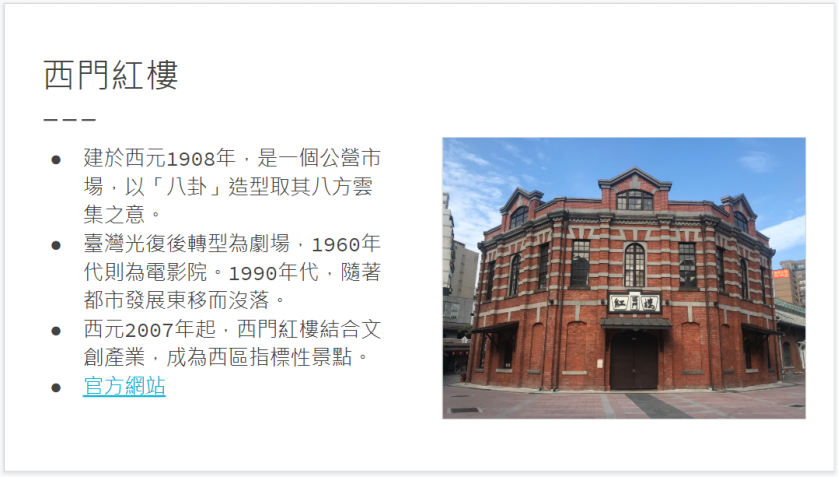 西門紅樓
建於西元1908年，是一個公營市
場，以「八卦」造型取其八方雲
集之意。
臺灣光復後轉型為劇場，1960年
代則為電影院。1990年代，隨著
都市發展東移而沒落。
西元2007年起，西門紅樓結合文
創產業，成為西區指標性景點。
官方網站
紅西門樓